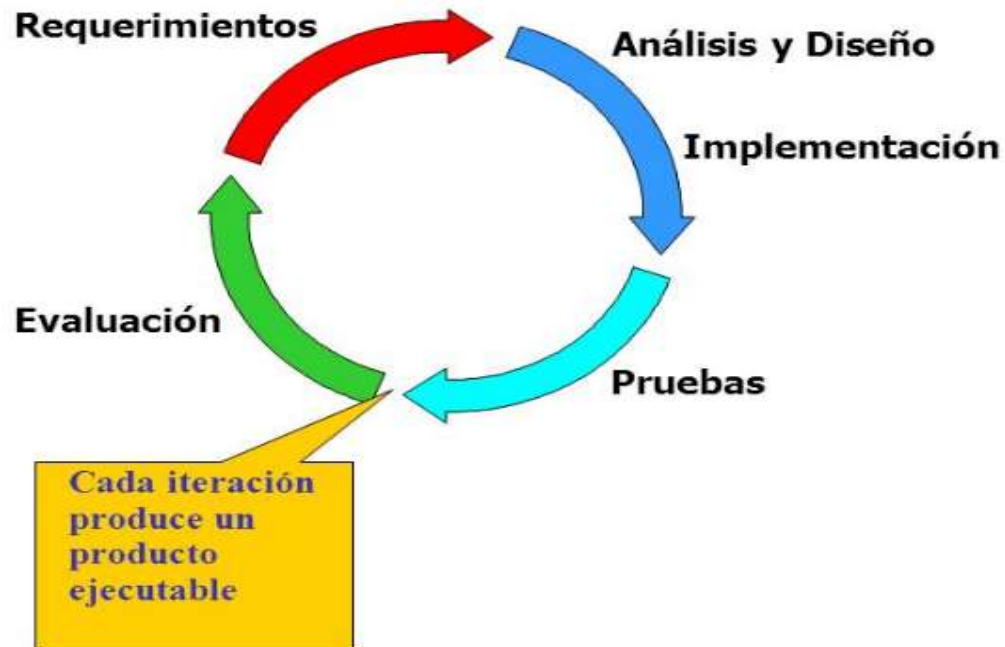 Requerimientos
Análisis y Diseño
Implementación
Pruebas
Evaluación
Cada iteración
produce un
producto
ejecutable